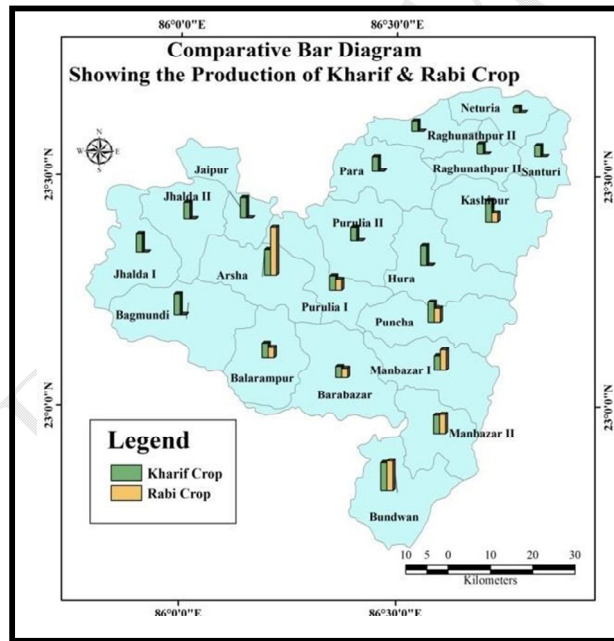 86°0'0"E 86°30'0"E
Comparative Bar Diagram
Showing the Production of Kharif & Rabi Crop
N
W E
S
23°30'0"N
23°30'0"N
Neturia
Raghunathpur II
Jaipur
Para
Raghunathpur II
Santuri
Jhalda II
Kashipur
Purulia II
Jhalda I
Arsha
Hura
Bagmundi
Purulia I
Puncha
Balarampur
Manbazar I
Barabazar
23°0'0"N
23°0'0"N
Manbazar II
Legend
Kharif Crop
Rabi Crop
Bundwan
10 5 0 10 20 30
Kilometers
86°0'0"E 86°30'0"E